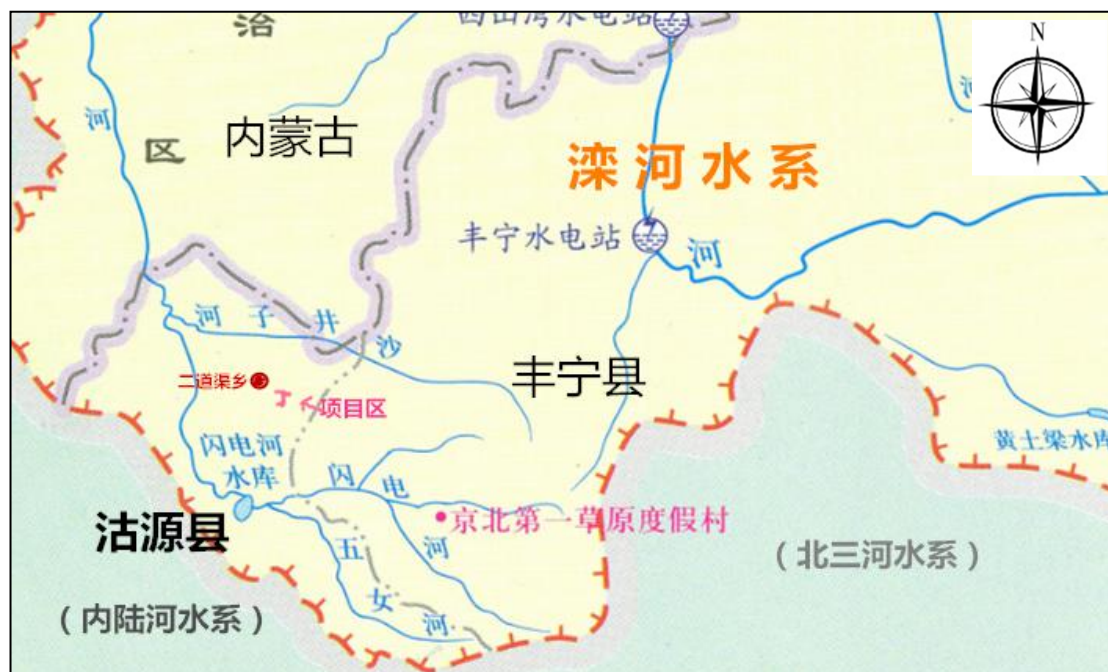 治
西山湾水电站
N
河
区
内蒙古
滦河水系
丰宁水电站
河
河子井沙
二道渠乡
项目区
丰宁县
闪电河
水库
闪电河
黄土梁水库
沽源县
京北第一草原度假村
五女河
（北三河水系）
（内陆河水系）